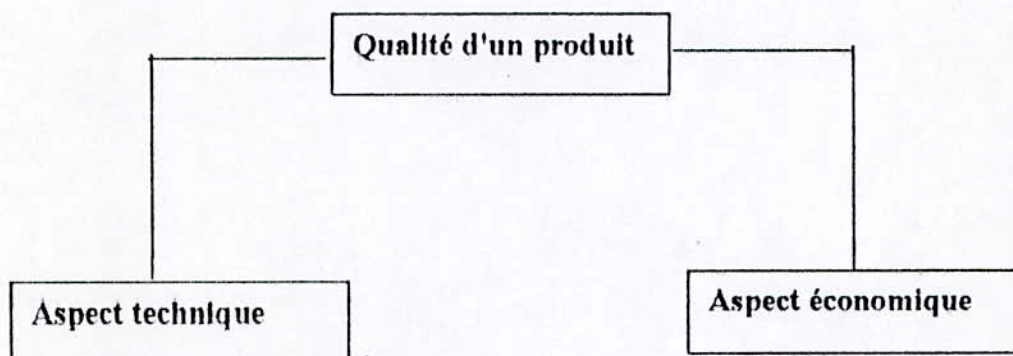 Qualité d'un produit
Aspect technique
Aspect économique